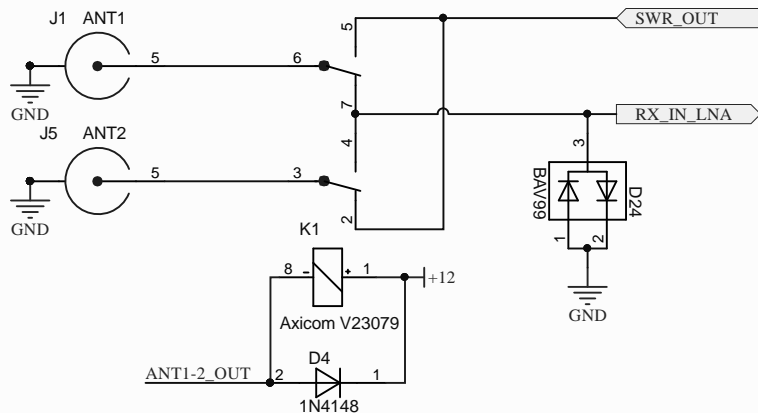 J1 ANT1
5
SWR_OUT
5
6
GND
7
RX_IN_LNA
J5 ANT2
4
3
5
3
BAV99
D24
GND
2
1
2
K1
8
-
+
1
+12
GND
Axicom V23079
D4
ANT1-2_OUT
2
1
1N4148